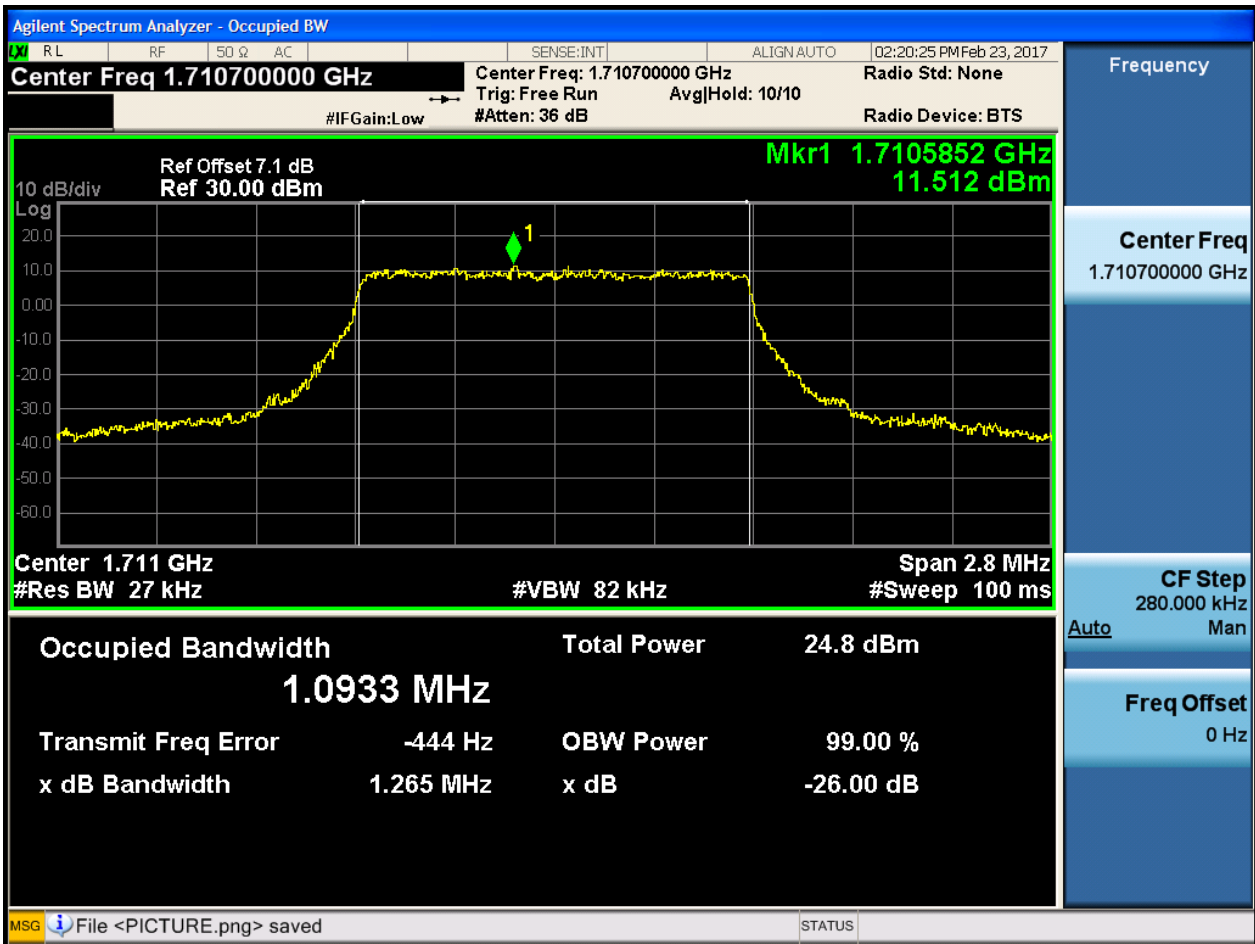 Agilent Spectrum Analyzer - Occupied BW
LXI RL RF 50 Ω AC SENSE:INT ALIGN AUTO 02:20:25 PM Feb 23, 2017
Center Freq 1.710700000 GHz
Center Freq: 1.710700000 GHz Radio Std: None
Trig: Free Run Avg|Hold: 10/10
#IFGain:Low #Atten: 36 dB Radio Device: BTS
Mkr1 1.7105852 GHz
11.512 dBm
Ref Offset 7.1 dB
10 dB/div Ref 30.00 dBm
Log
20.0
10.0
0.00
-10.0
-20.0
-30.0
-40.0
-50.0
-60.0
1
Center 1.711 GHz Span 2.8 MHz
#Res BW 27 kHz #VBW 82 kHz #Sweep 100 ms
Occupied Bandwidth Total Power 24.8 dBm
1.0933 MHz
Transmit Freq Error -444 Hz OBW Power 99.00 %
x dB Bandwidth 1.265 MHz x dB -26.00 dB
Frequency
Center Freq
1.710700000 GHz
CF Step
280.000 kHz
Auto Man
Freq Offset
0 Hz
MSG File <PICTURE.png> saved STATUS